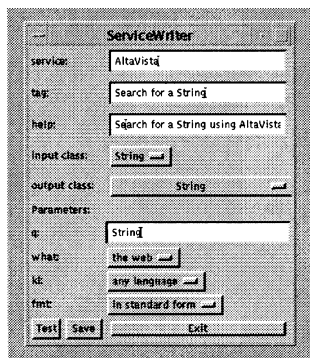 ServiceWriter
service: AltaVista
tag: Search for a String
help: Search for a String using AltaVista
input class: String
output class: String
Parameters:
q: String
what: the web
kl: any language
fmt: in standard form
Test Save Exit